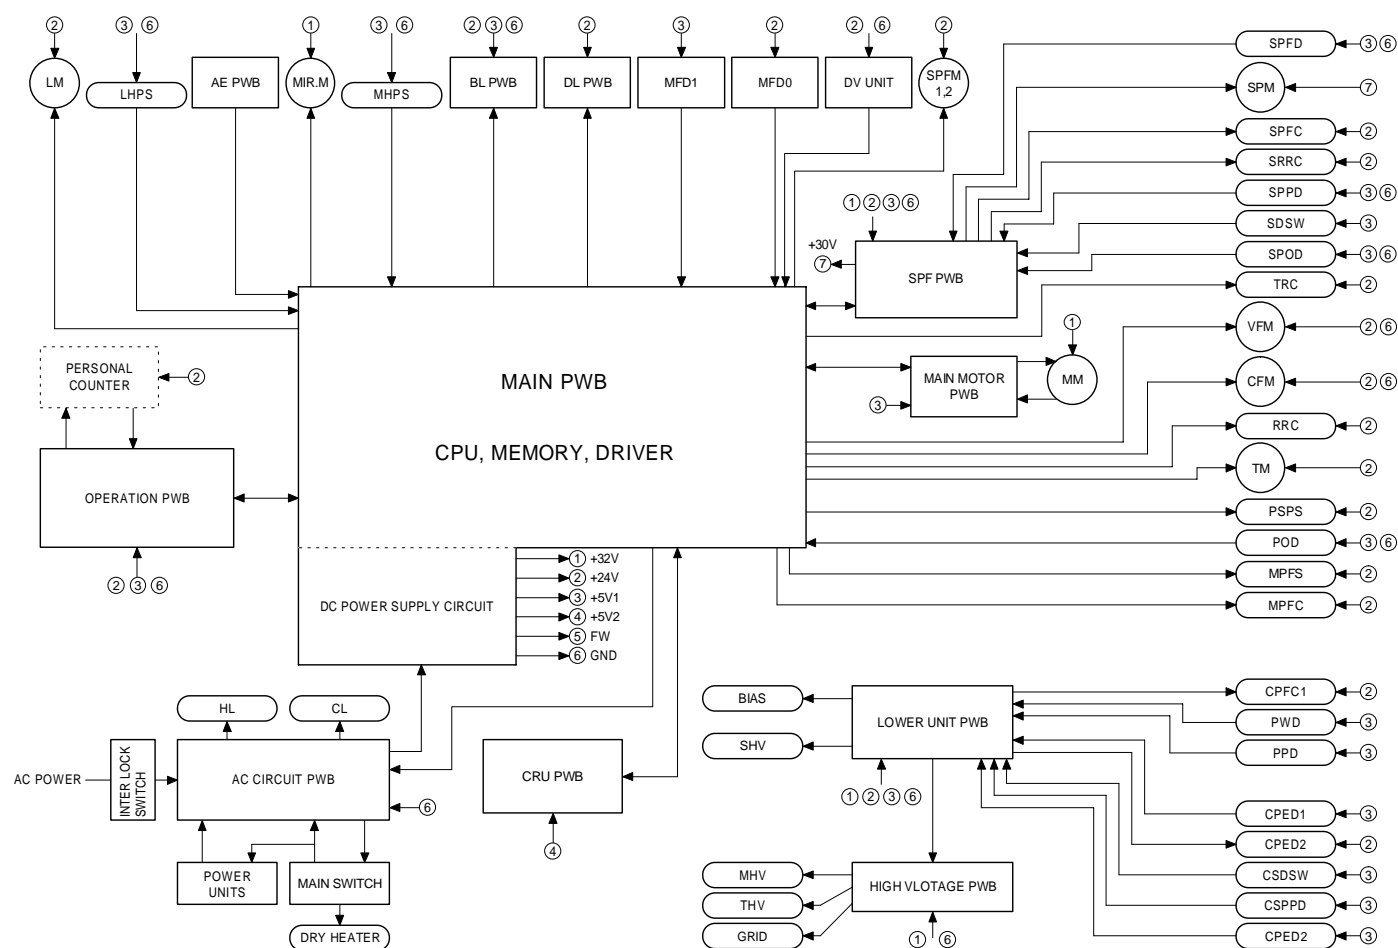 ② ③ ⑥ ① ③ ⑥ ② ③ ⑥ ② ③ ② ② ⑥ ②
LM
LHPS
AE PWB
MIR.M
MHPS
BL PWB
DL PWB
MFD1
MFD0
DV UNIT
SPFM
1,2
SPFD ③ ⑥
SPM ⑦
SPFC ②
SRRC ②
SPPD ③ ⑥
SDSW ③
SPOD ③ ⑥
TRC ②
VFM ② ⑥
CFM ② ⑥
RRC ②
TM ②
PSPS ②
POD ③ ⑥
MPFS ②
MPFC ②
① ② ③ ⑥
+30V
⑦
SPF PWB
①
MAIN MOTOR
PWB
MM
③
MAIN PWB
CPU, MEMORY, DRIVER
PERSONAL
COUNTER
②
OPERATION PWB
② ③ ⑥
DC POWER SUPPLY CIRCUIT
① +32V
② +24V
③ +5V1
④ +5V2
⑤ FW
⑥ GND
HL
CL
AC POWER
INTER LOCK
SWITCH
AC CIRCUIT PWB
⑥
POWER
UNITS
MAIN SWITCH
DRY HEATER
CRU PWB
④
BIAS
SHV
LOWER UNIT PWB
① ② ③ ⑥
MHV
THV
GRID
HIGH VLOTAGE PWB
① ⑥
CPFC1 ②
PWD ③
PPD ③
CPED1 ③
CPED2 ②
CSDSW ③
CSPPD ③
CPED2 ③